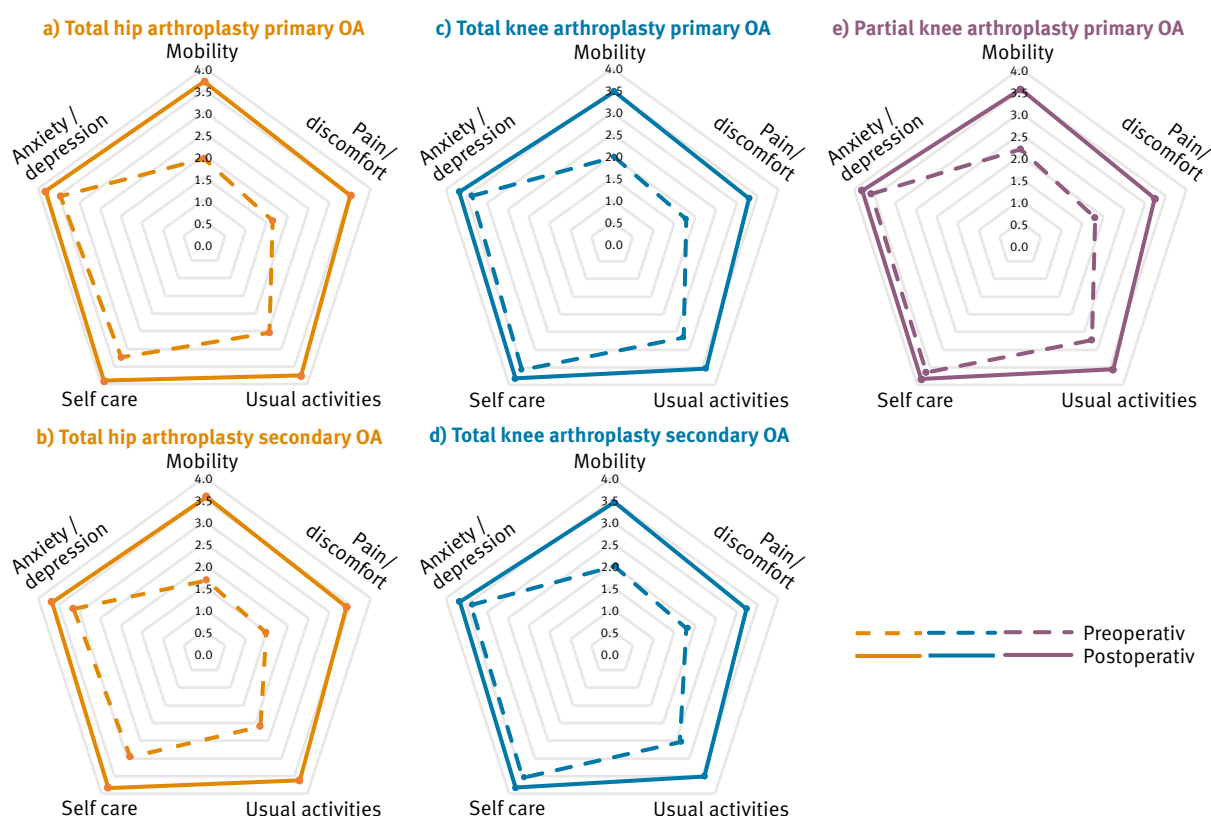 a) Total hip arthroplasty primary OA
Mobility
4.0
3.5
3.0
2.5
2.0
1.5
1.0
0.5
0.0
Anxiety /
depression
Pain/
discomfort
Self care
Usual activities
c) Total knee arthroplasty primary OA
Mobility
4.0
3.5
3.0
2.5
2.0
1.5
1.0
0.5
0.0
Anxiety /
depression
Pain/
discomfort
Self care
Usual activities
e) Partial knee arthroplasty primary OA
Mobility
4.0
3.5
3.0
2.5
2.0
1.5
1.0
0.5
0.0
Anxiety /
depression
Pain/
discomfort
Self care
Usual activities
b) Total hip arthroplasty secondary OA
Mobility
4.0
3.5
3.0
2.5
2.0
1.5
1.0
0.5
0.0
Anxiety /
depression
Pain/
discomfort
Self care
Usual activities
d) Total knee arthroplasty secondary OA
Mobility
4.0
3.5
3.0
2.5
2.0
1.5
1.0
0.5
0.0
Anxiety /
depression
Pain/
discomfort
Self care
Usual activities
Preoperativ
Postoperativ